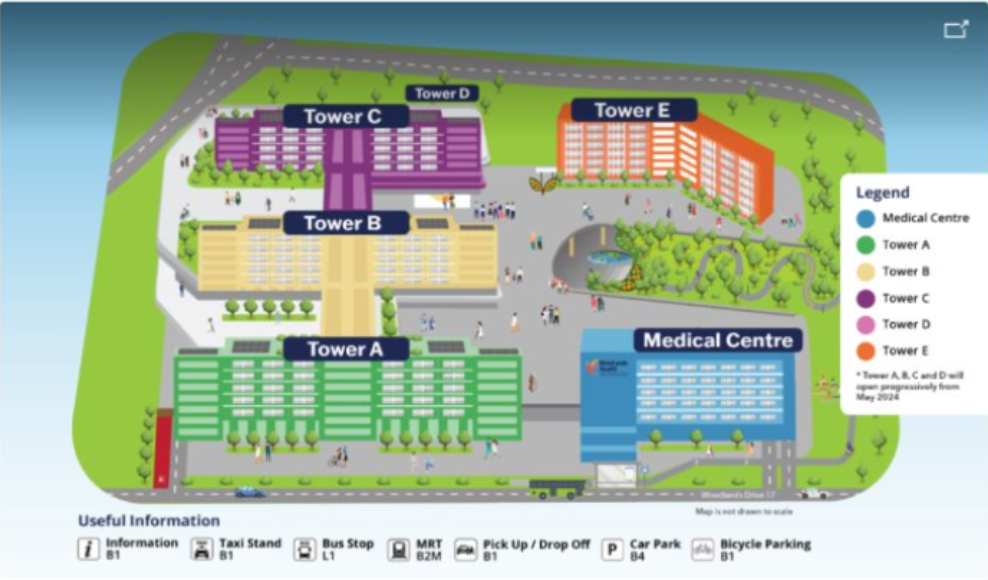 Tower D
Tower C
Tower E
Tower B
Tower A
Medical Centre
Legend
Medical Centre
Tower A
Tower B
Tower C
Tower D
Tower E
* Tower A, B, C and D will
open progressively from
May 2024
Woodlands Drive 17
Map is not drawn to scale
Useful Information
Information
B1
Taxi Stand
B1
Bus Stop
L1
MRT
B2M
Pick Up / Drop Off
B1
P
Car Park
B4
Bicycle Parking
B1